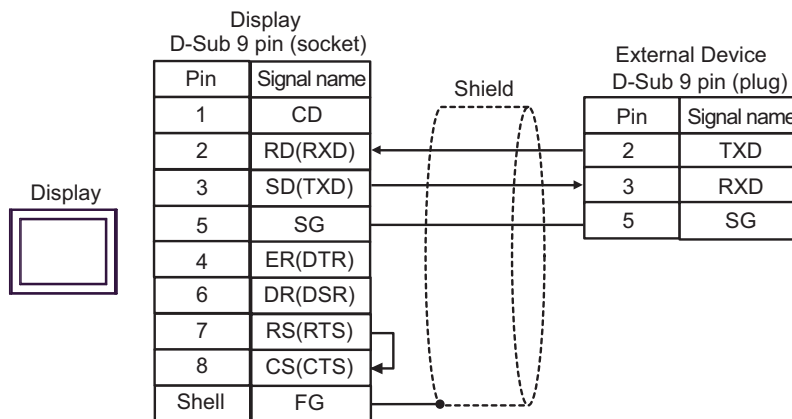 Display
D-Sub 9 pin (socket)
Pin Signal name
1 CD
2 RD(RXD)
3 SD(TXD)
5 SG
4 ER(DTR)
6 DR(DSR)
7 RS(RTS)
8 CS(CTS)
Shell FG
Display
Shield
External Device
D-Sub 9 pin (plug)
Pin Signal name
2 TXD
3 RXD
5 SG